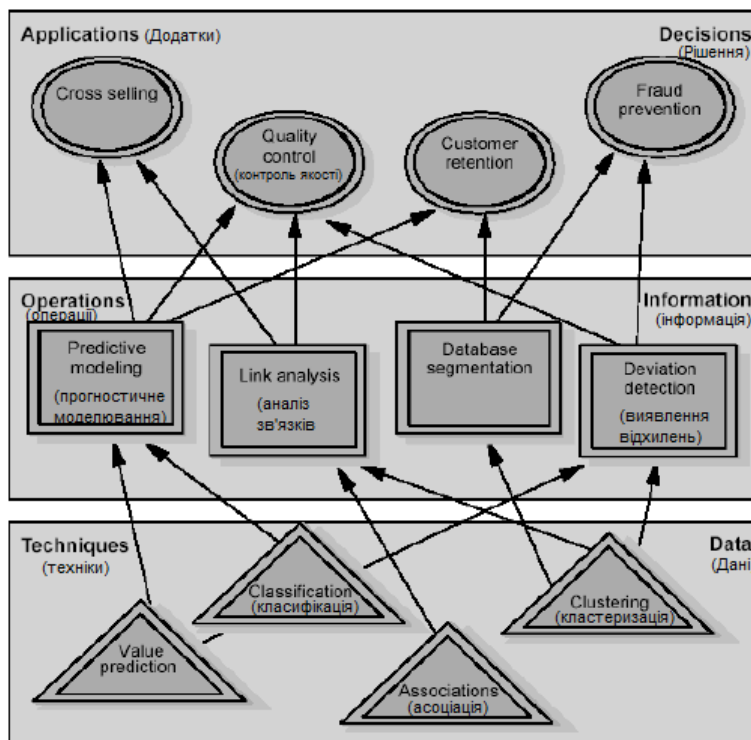 Applications (Додатки)
Decisions
(Рішення)
Cross selling
Fraud
prevention
Quality
control
(контроль якості)
Customer
retention
Operations
(операції)
Information
(інформація)
Predictive
modeling
(прогностичне
моделювання)
Link analysis
(аналіз
зв'язків)
Database
segmentation
Deviation
detection
(виявлення
відхилень)
Techniques
(техніки)
Data
(Дані
Classification
(класифікація)
Clustering
(кластеризація)
Value
prediction
Associations
(асоціація)